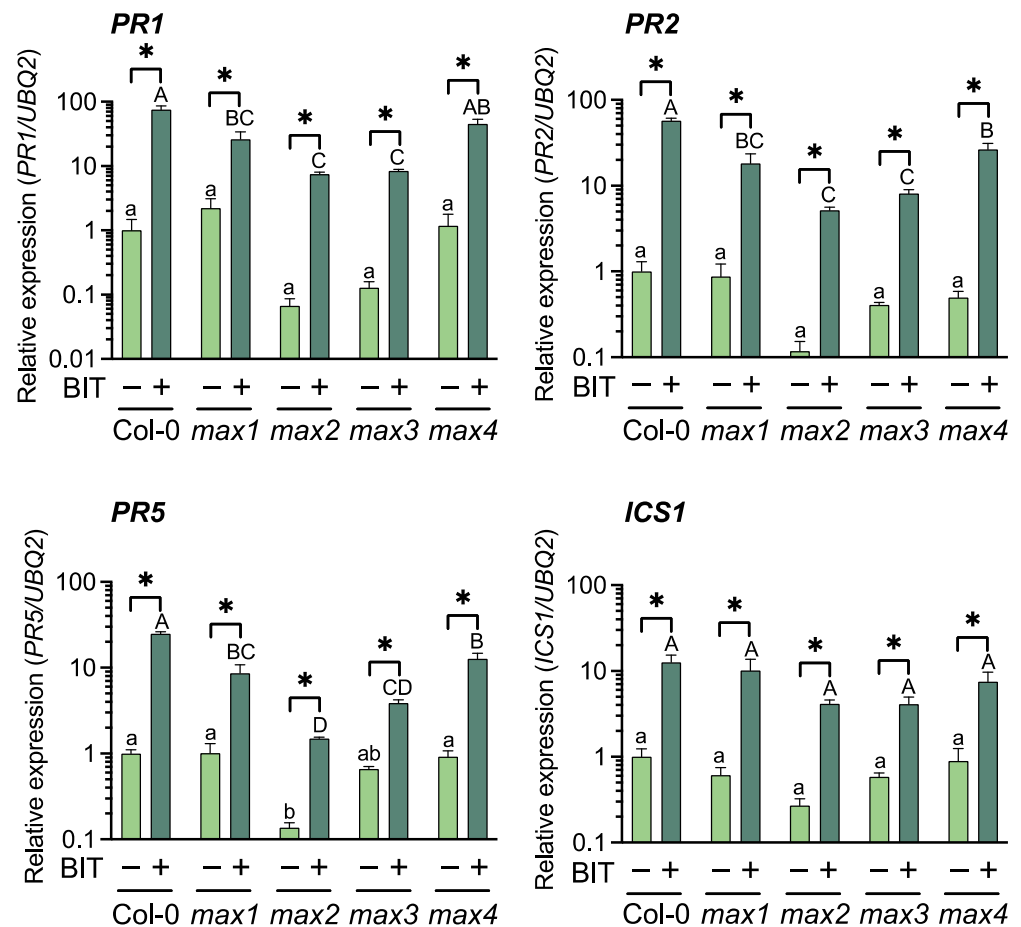 PR1
Relative expression (PR1/UBQ2)
100
10
1
0.1
0.01
* * * * *
a A a BC a C a C a AB
BIT − + − + − + − + − +
Col-0 max1 max2 max3 max4
PR2
Relative expression (PR2/UBQ2)
100
10
1
0.1
* * * * *
a A a BC a C a C a B
BIT − + − + − + − + − +
Col-0 max1 max2 max3 max4
PR5
Relative expression (PR5/UBQ2)
100
10
1
0.1
* * * * *
a A a BC b D ab CD a B
BIT − + − + − + − + − +
Col-0 max1 max2 max3 max4
ICS1
Relative expression (ICS1/UBQ2)
100
10
1
0.1
* * * * *
a A a A a A a A a A
BIT − + − + − + − + − +
Col-0 max1 max2 max3 max4